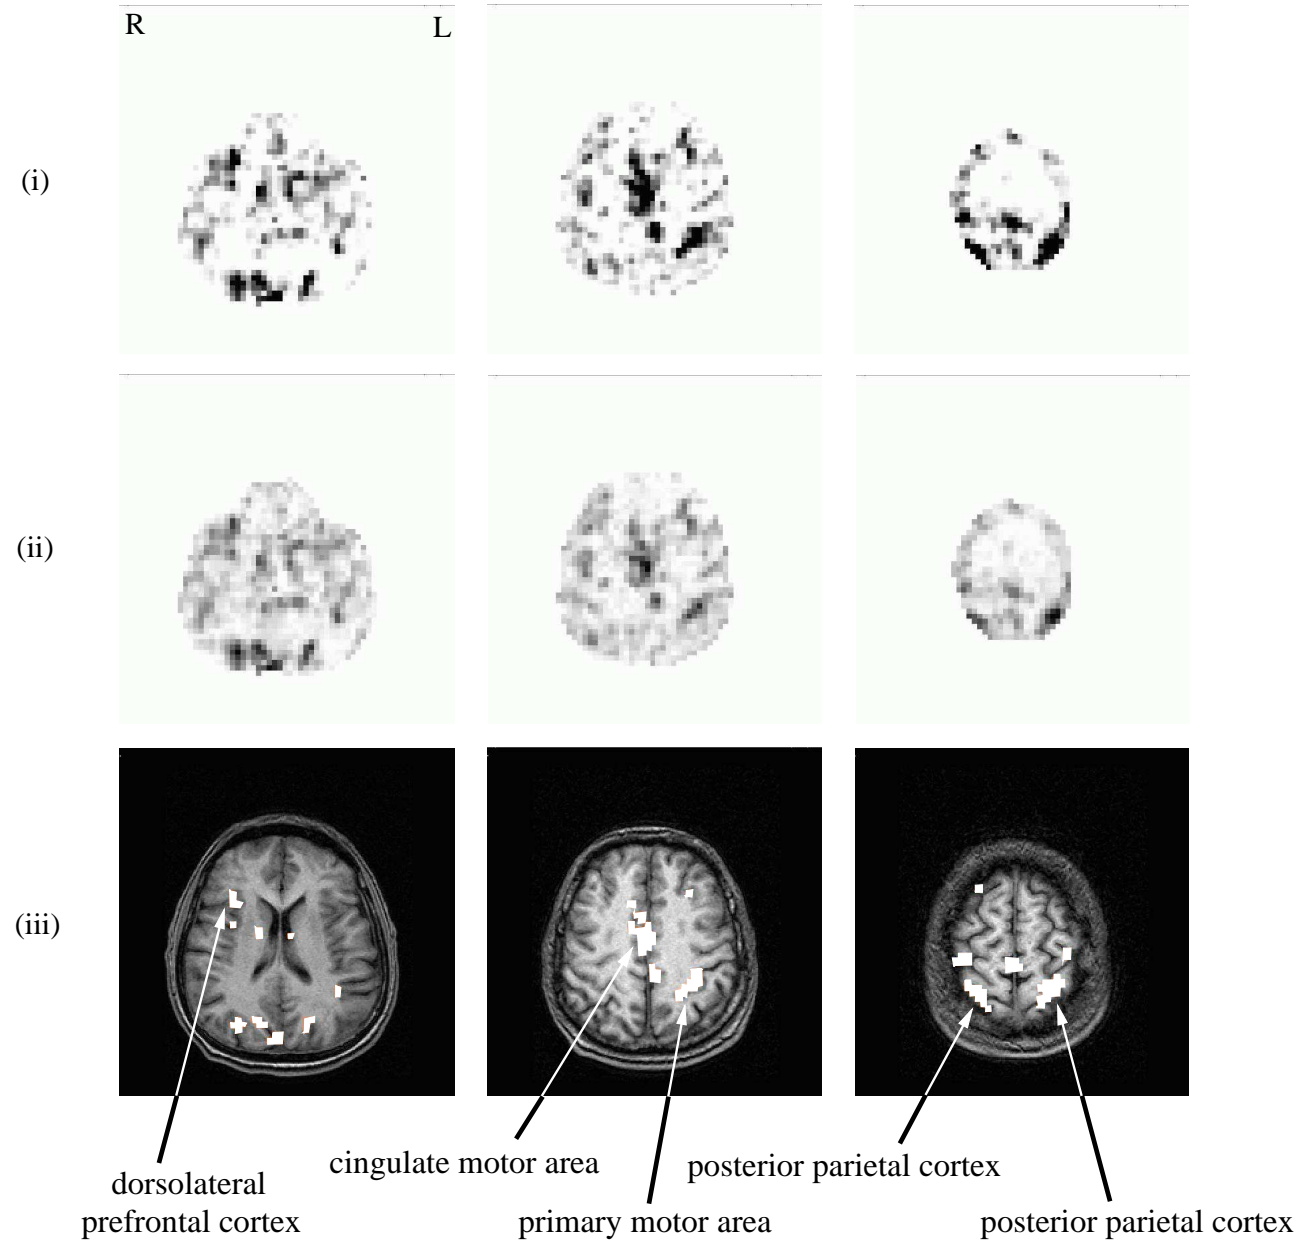 R
L
(i)
(ii)
(iii)
cingulate motor area
posterior parietal cortex
dorsolateral
prefrontal cortex
primary motor area
posterior parietal cortex